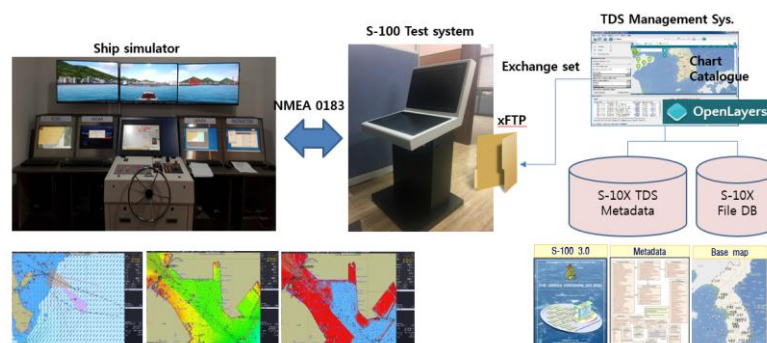 TDS Management Sys.
S-100 Test system
Ship simulator
Exchange set
Chart
Catalogue
NMEA 0183
OpenLayers
xFTP
S-10X TDS
Metadata
S-10X
File DB
S-100 3.0
Metadata
Base map